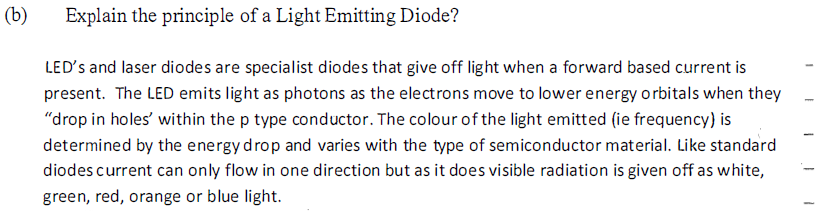 (b) Explain the principle of a Light Emitting Diode?
LED's and laser diodes are specialist diodes that give off light when a forward based current is
present. The LED emits light as photons as the electrons move to lower energy orbitals when they
"drop in holes' within the p type conductor. The colour of the light emitted (ie frequency) is
determined by the energy drop and varies with the type of semiconductor material. Like standard
diodes current can only flow in one direction but as it does visible radiation is given off as white,
green, red, orange or blue light.